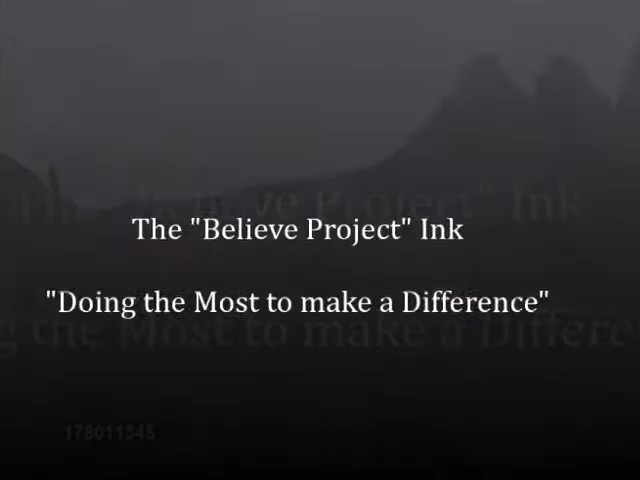 The "Believe Project" Ink
"Doing the Most to make a Difference"
178011345